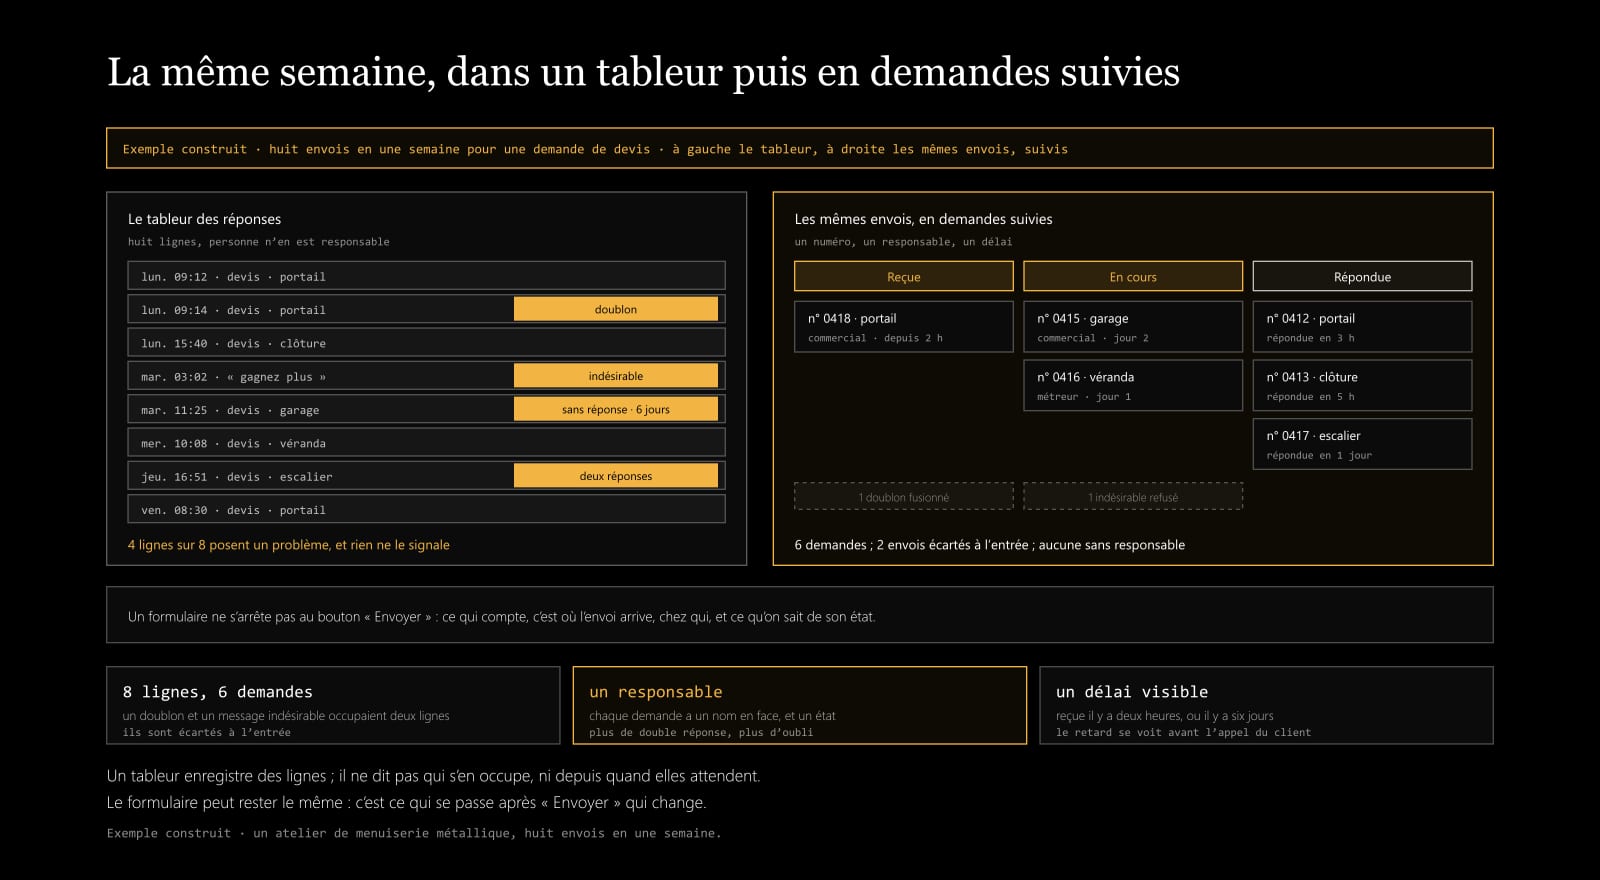 La même semaine, dans un tableur puis en demandes suivies
Exemple construit · huit envois en une semaine pour une demande de devis · à gauche le tableur, à droite les mêmes envois, suivis
Le tableur des réponses
huit lignes, personne n’en est responsable
lun. 09:12 · devis · portail
lun. 09:14 · devis · portail
doublon
lun. 15:40 · devis · clôture
mar. 03:02 · « gagnez plus »
indésirable
mar. 11:25 · devis · garage
sans réponse · 6 jours
mer. 10:08 · devis · véranda
jeu. 16:51 · devis · escalier
deux réponses
ven. 08:30 · devis · portail
4 lignes sur 8 posent un problème, et rien ne le signale
Les mêmes envois, en demandes suivies
un numéro, un responsable, un délai
Reçue
En cours
Répondue
n° 0418 · portail
commercial · depuis 2 h
n° 0415 · garage
commercial · jour 2
n° 0412 · portail
répondue en 3 h
n° 0416 · véranda
métreur · jour 1
n° 0413 · clôture
répondue en 5 h
n° 0417 · escalier
répondue en 1 jour
1 doublon fusionné
1 indésirable refusé
6 demandes ; 2 envois écartés à l’entrée ; aucune sans responsable
Un formulaire ne s’arrête pas au bouton « Envoyer » : ce qui compte, c’est où l’envoi arrive, chez qui, et ce qu’on sait de son état.
8 lignes, 6 demandes
un doublon et un message indésirable occupaient deux lignes
ils sont écartés à l’entrée
un responsable
chaque demande a un nom en face, et un état
plus de double réponse, plus d’oubli
un délai visible
reçue il y a deux heures, ou il y a six jours
le retard se voit avant l’appel du client
Un tableur enregistre des lignes ; il ne dit pas qui s’en occupe, ni depuis quand elles attendent.
Le formulaire peut rester le même : c’est ce qui se passe après « Envoyer » qui change.
Exemple construit · un atelier de menuiserie métallique, huit envois en une semaine.